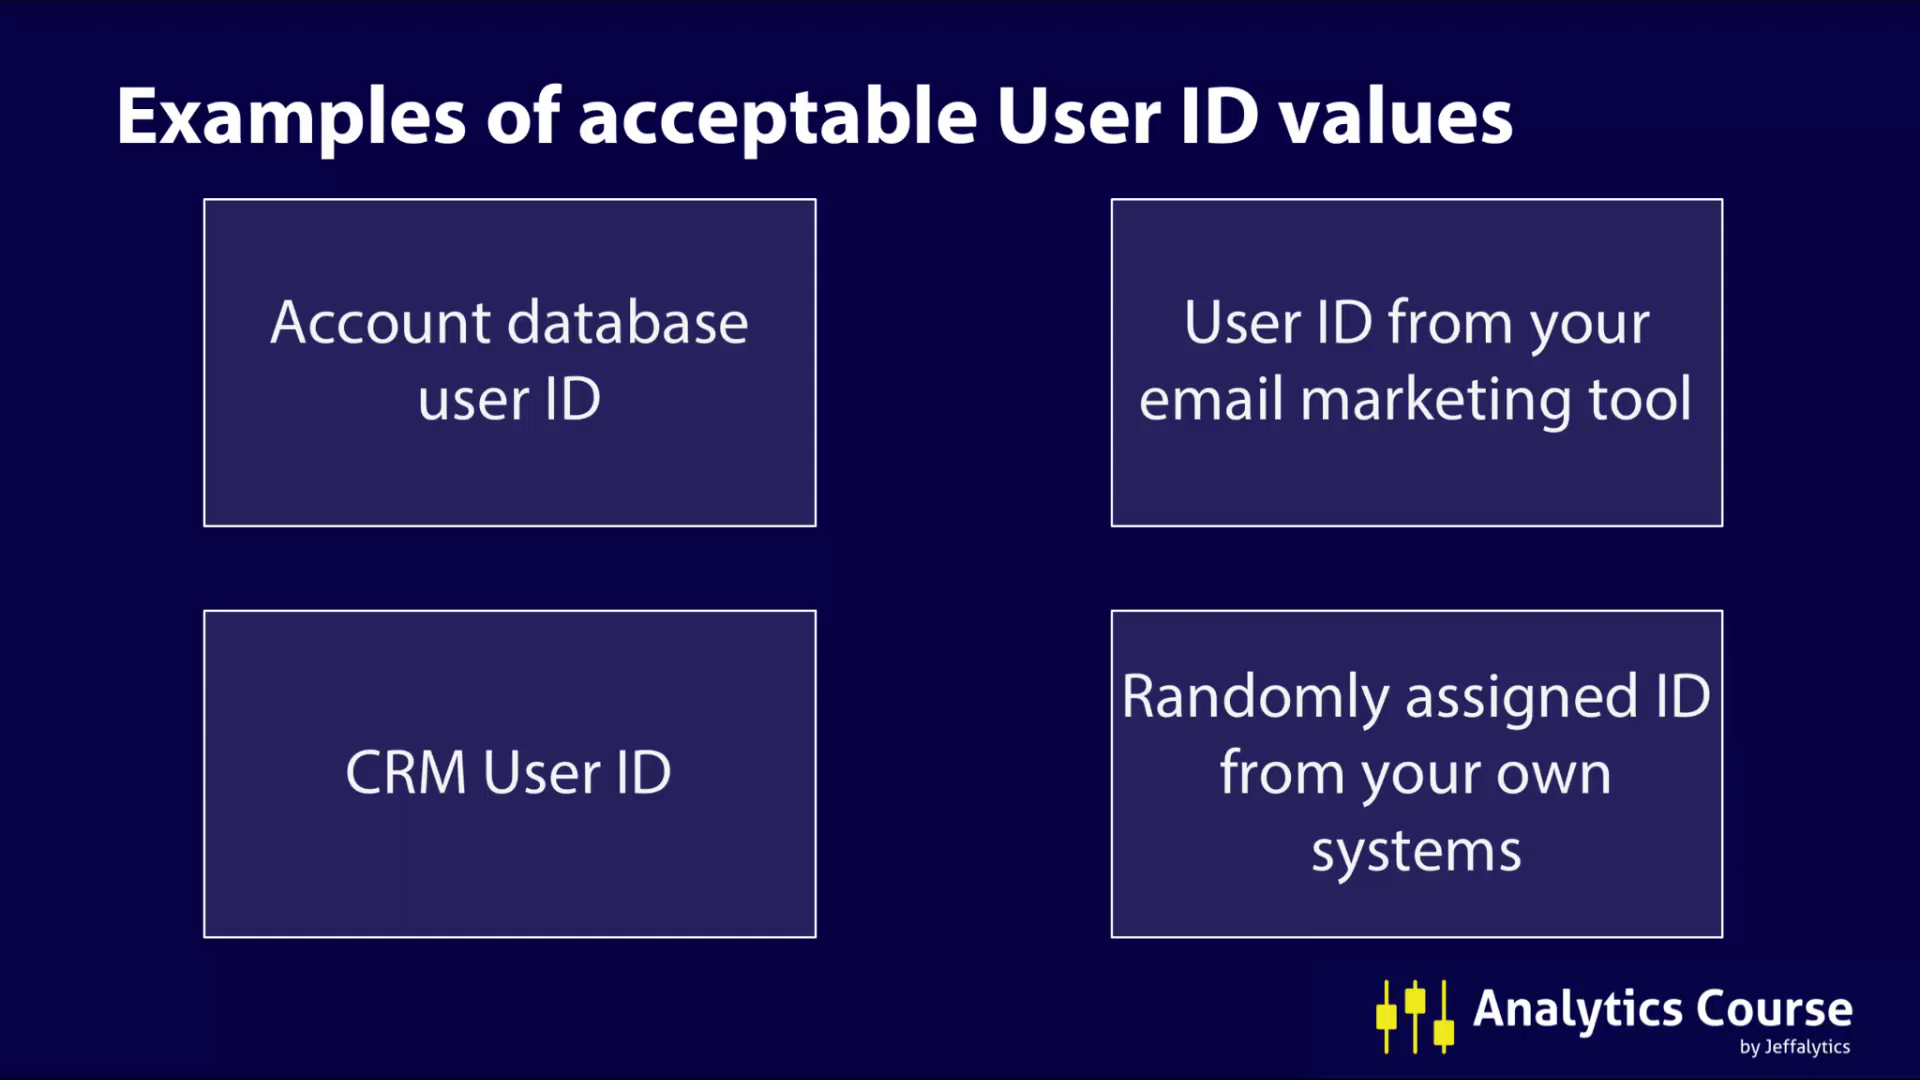 Examples of acceptable User ID values
Account database
user ID
User ID from your
email marketing tool
CRM User ID
Randomly assigned ID
from your own
systems
Analytics Course
by Jeffalytics